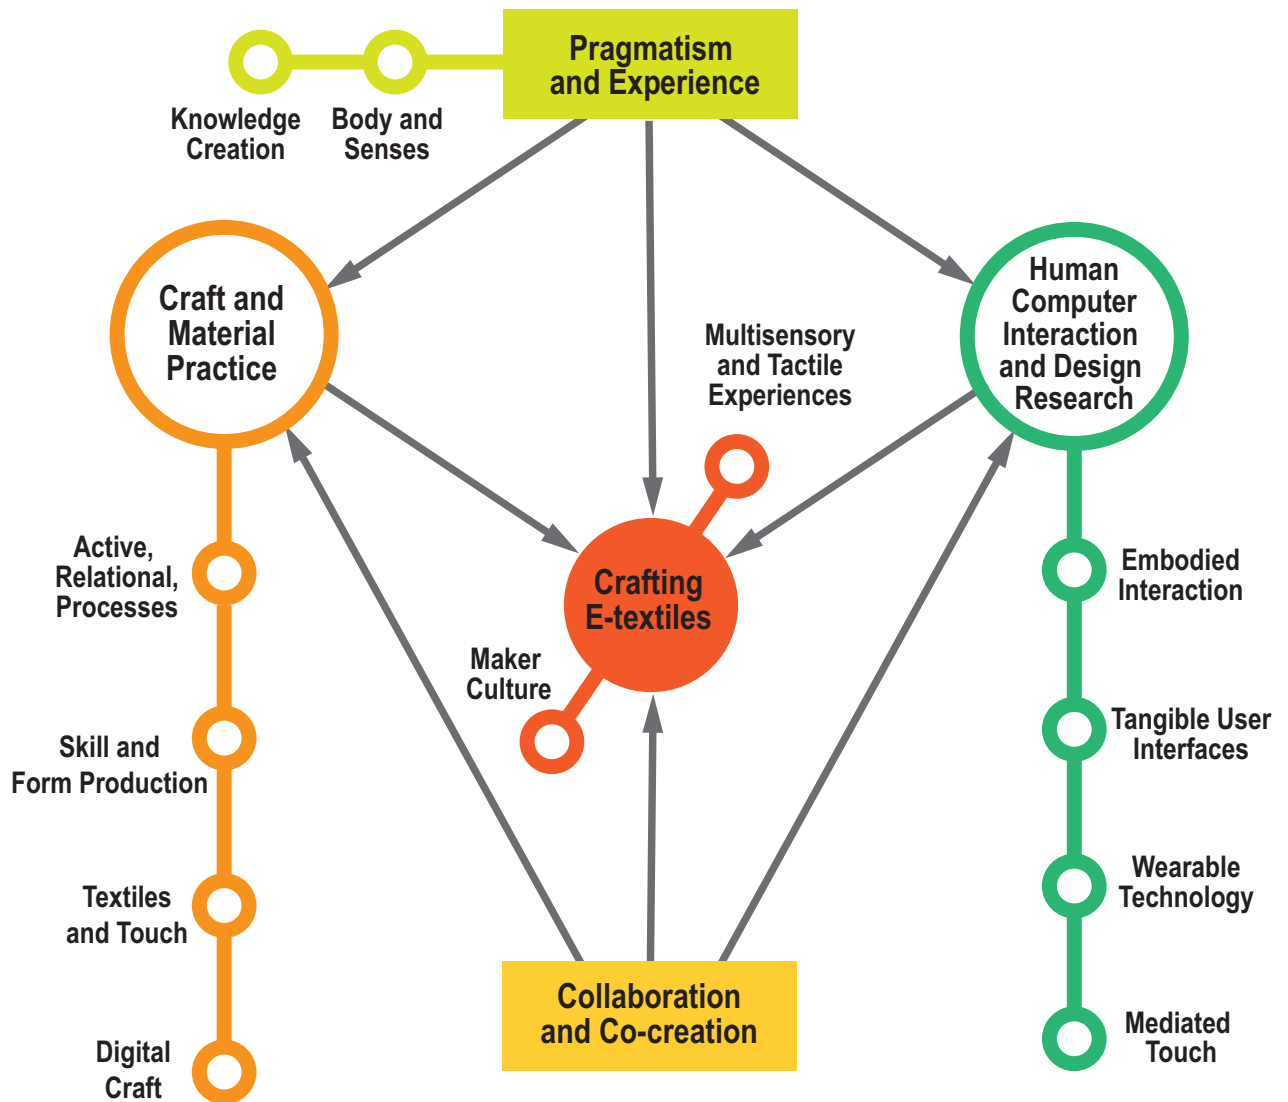 Pragmatism
and Experience
Knowledge
Creation
Body and
Senses
Craft and
Material
Practice
Human
Computer
Interaction
and Design
Research
Multisensory
and Tactile
Experiences
Crafting
E-textiles
Maker
Culture
Active,
Relational,
Processes
Skill and
Form Production
Textiles
and Touch
Digital
Craft
Embodied
Interaction
Tangible User
Interfaces
Wearable
Technology
Mediated
Touch
Collaboration
and Co-creation